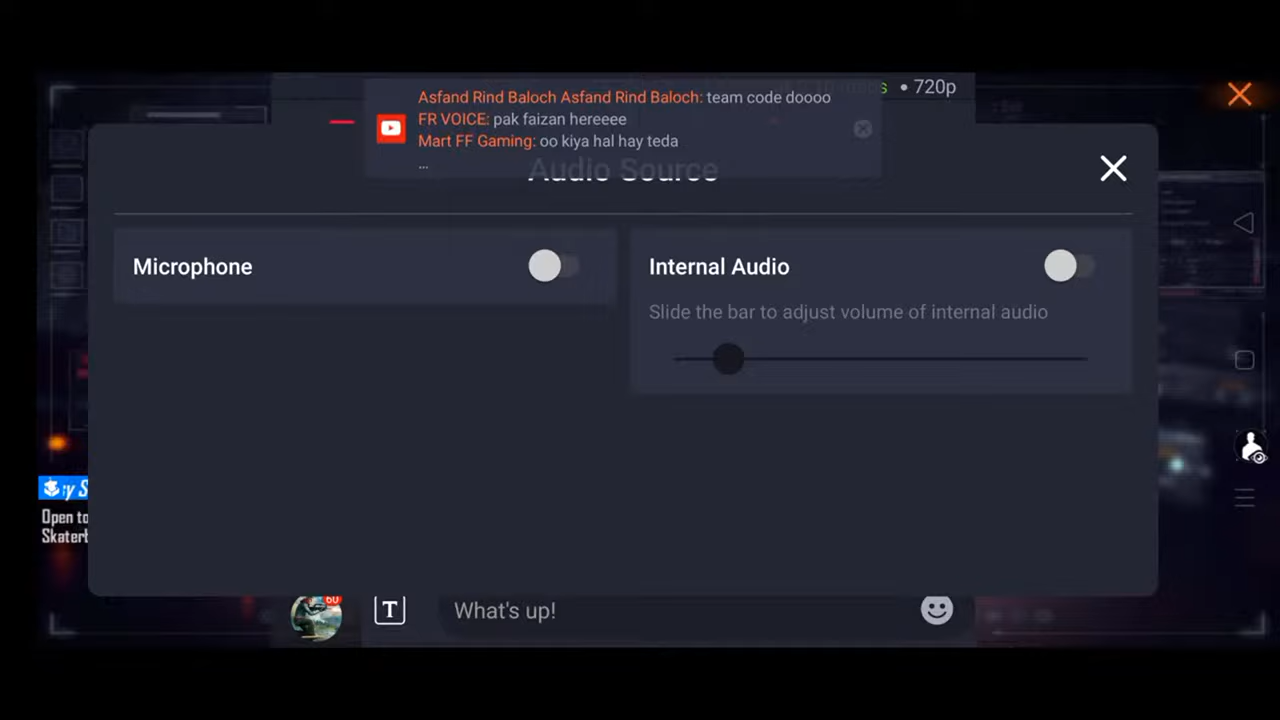 • 720p
Asfand Rind Baloch Asfand Rind Baloch: team code doooo
FR VOICE: pak faizan hereeee
Mart FF Gaming: oo kiya hal hay teda
...
Audio Source
Microphone
Internal Audio
Slide the bar to adjust volume of internal audio
Open to
60
T
What's up!